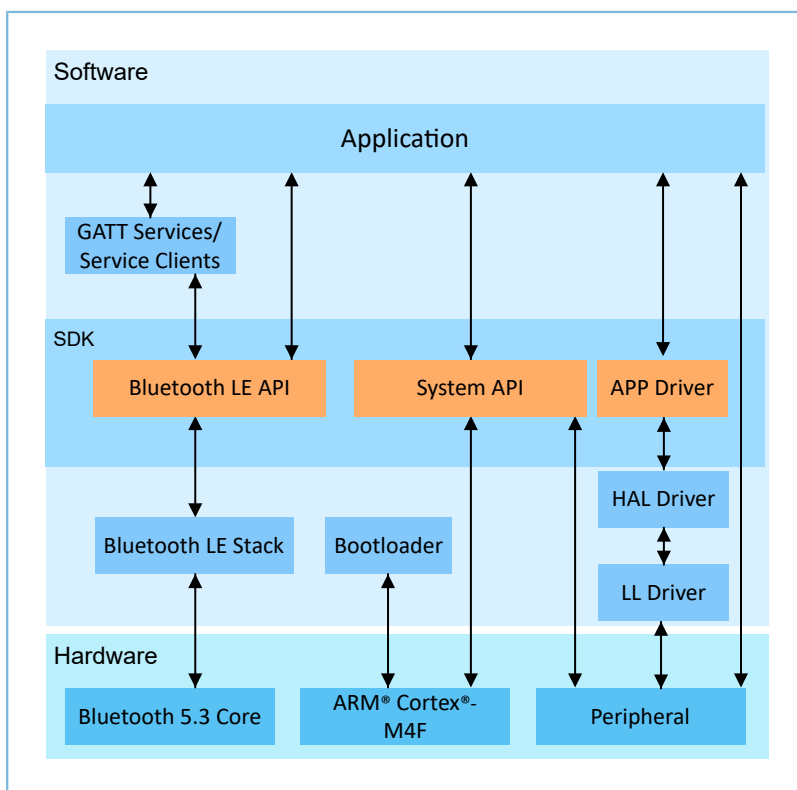 Software
Application
GATT Services/
Service Clients
SDK
Bluetooth LE API
System API
APP Driver
HAL Driver
Bluetooth LE Stack
Bootloader
LL Driver
Hardware
Bluetooth 5.3 Core
ARM® Cortex®-
M4F
Peripheral